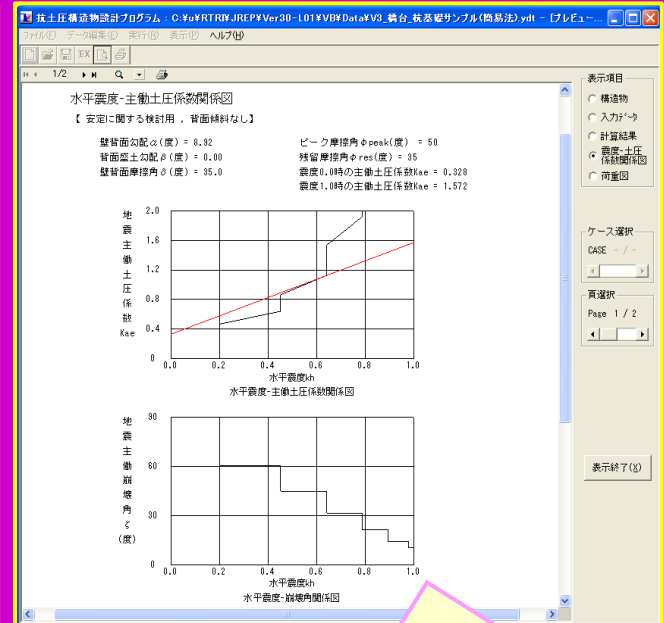 抗土圧構造物設計プログラム : C:¥u¥RTRI¥JREP¥Ver30-L01¥VB¥Data¥V3_橋台_杭基礎サンプル(簡易法).ydt - [プレビュー...
ファイル(F) データ編集(E) 実行(R) 表示(P) ヘルプ(H)
EX
1/2
水平震度-主働土圧係数関係図
【 安定に関する検討用 , 背面傾斜なし】
壁背面勾配α(度) = 8.92
背面盛土勾配β(度) = 0.00
壁背面摩擦角δ(度) = 35.0
ピーク摩擦角φpeak(度) = 50
残留摩擦角φres(度) = 35
震度0.0時の主働土圧係数Kae = 0.328
震度1.0時の主働土圧係数Kae = 1.572
地震主働土圧係数 Kae
2.0
1.6
1.2
0.8
0.4
0
0.0 0.2 0.4 0.6 0.8 1.0
水平震度kh
水平震度-主働土圧係数関係図
地震主働崩壊角ζ (度)
90
60
30
0
0.0 0.2 0.4 0.6 0.8 1.0
水平震度kh
水平震度-崩壊角関係図
表示項目
構造物
入力データ
計算結果
震度-土圧
係数関係図
荷重図
ケース選択
CASE - / -
頁選択
Page 1 / 2
表示終了(X)